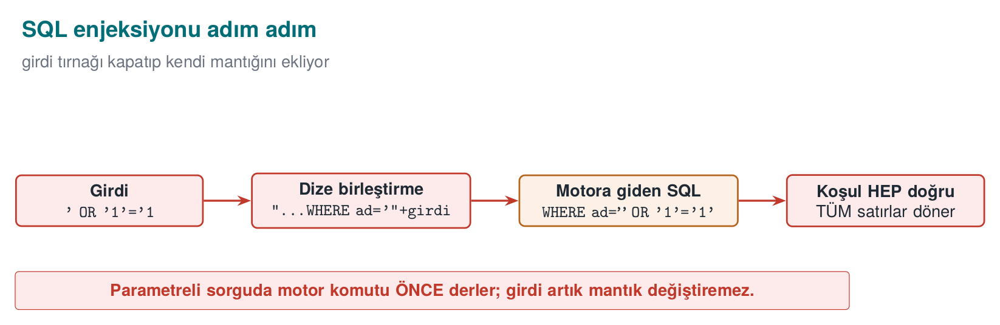 SQL enjeksiyonu adım adım
girdi tırnağı kapatıp kendi mantığını ekliyor
Girdi
’ OR ’1’=’1
Dize birleştirme
"...WHERE ad=’"+girdi
Motora giden SQL
WHERE ad=’’ OR ’1’=’1’
Koşul HEP doğru
TÜM satırlar döner
Parametreli sorguda motor komutu ÖNCE derler; girdi artık mantık değiştiremez.